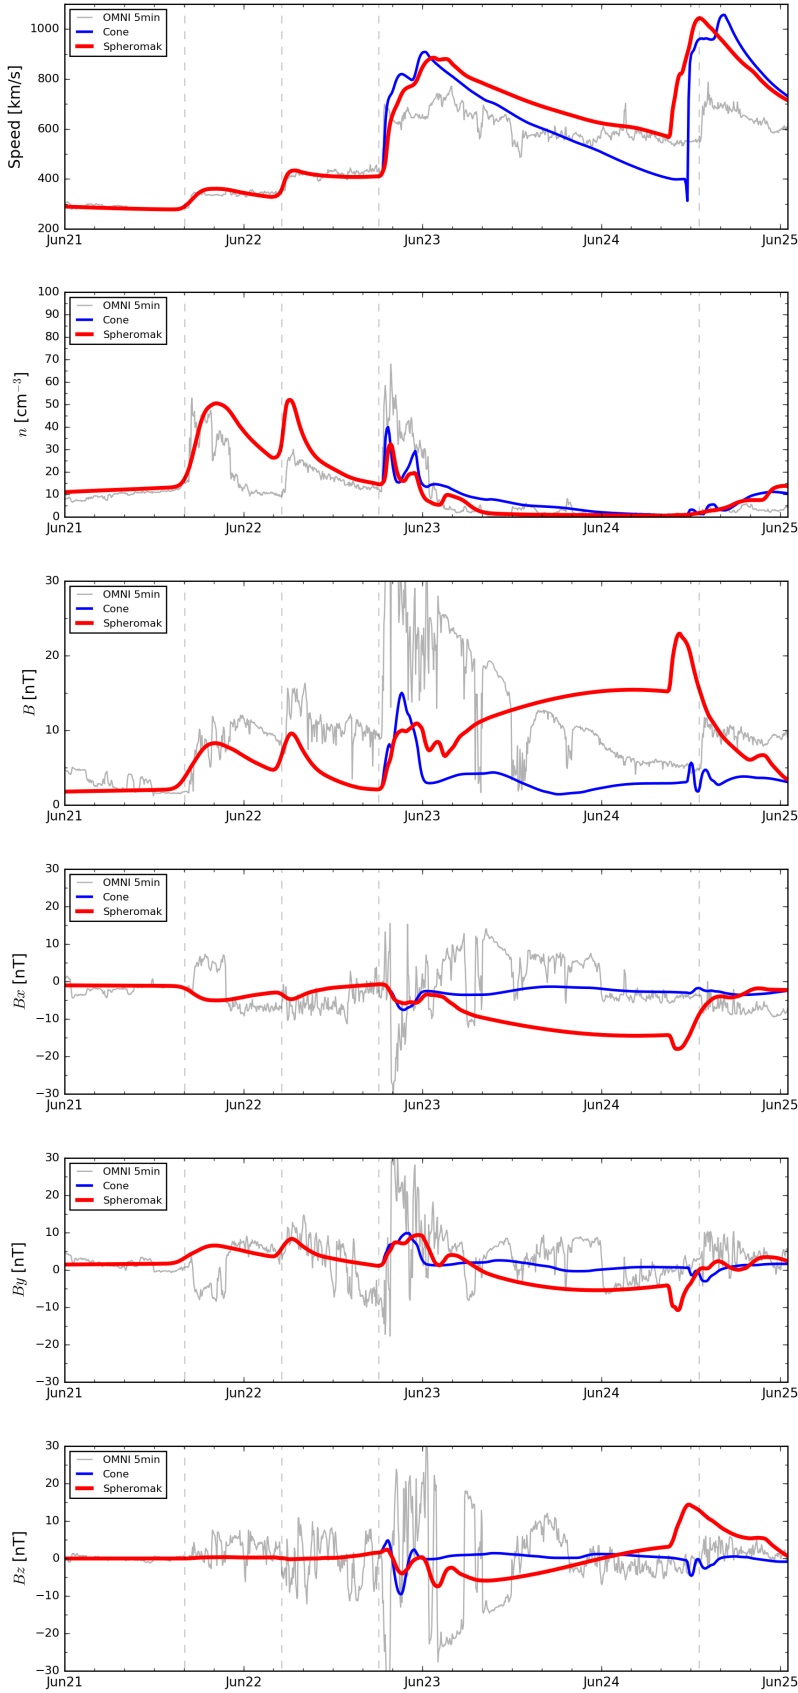 Speed [km/s]
1000
800
600
400
200
OMNI 5min
Cone
Spheromak
Jun21 Jun22 Jun23 Jun24 Jun25
n [cm⁻³]
100
90
80
70
60
50
40
30
20
10
0
OMNI 5min
Cone
Spheromak
Jun21 Jun22 Jun23 Jun24 Jun25
B [nT]
30
20
10
0
OMNI 5min
Cone
Spheromak
Jun21 Jun22 Jun23 Jun24 Jun25
Bx [nT]
30
20
10
0
−10
−20
−30
OMNI 5min
Cone
Spheromak
Jun21 Jun22 Jun23 Jun24 Jun25
By [nT]
30
20
10
0
−10
−20
−30
OMNI 5min
Cone
Spheromak
Jun21 Jun22 Jun23 Jun24 Jun25
Bz [nT]
30
20
10
0
−10
−20
−30
OMNI 5min
Cone
Spheromak
Jun21 Jun22 Jun23 Jun24 Jun25